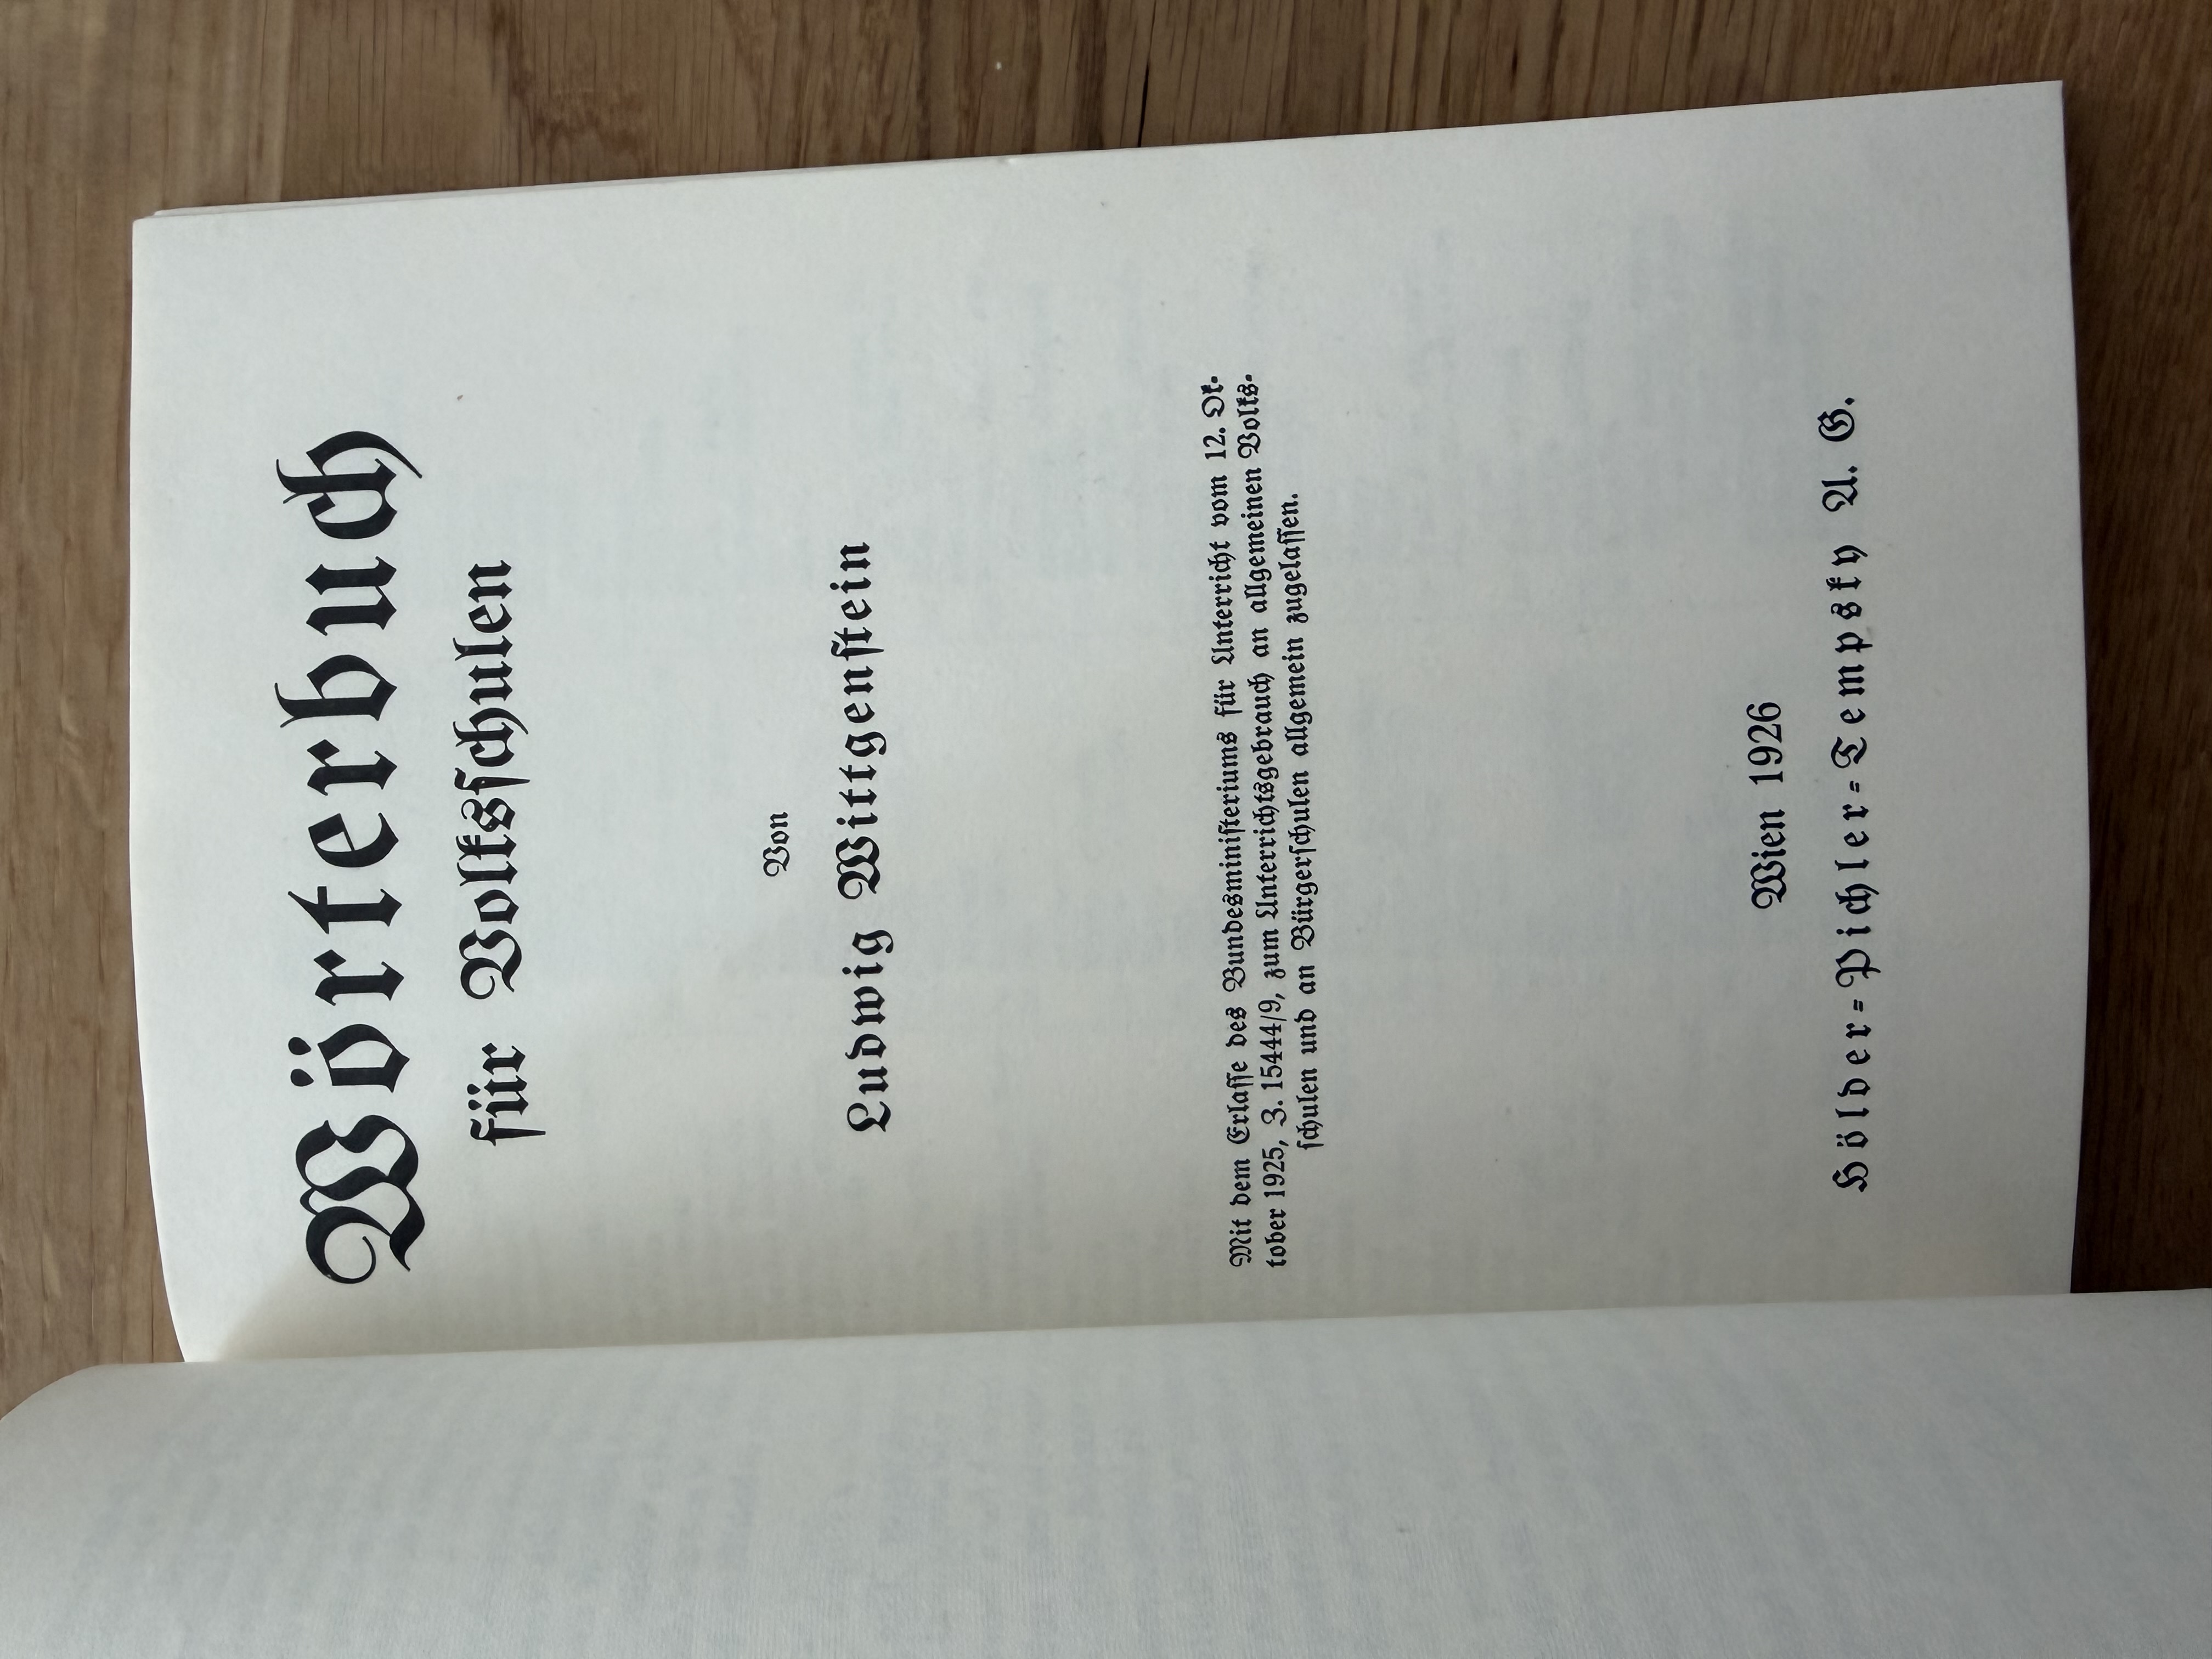 Wörterbuch
für Volksschulen
Von
Ludwig Wittgenstein
Mit dem Erlasse des Bundesministeriums für Unterricht vom 12. Ok-
tober 1925, Z. 15444/9, zum Unterrichtsgebrauch an allgemeinen Volks-
schulen und an Bürgerschulen allgemein zugelassen.
Wien 1926
Hölder-Pichler-Tempsky A. G.